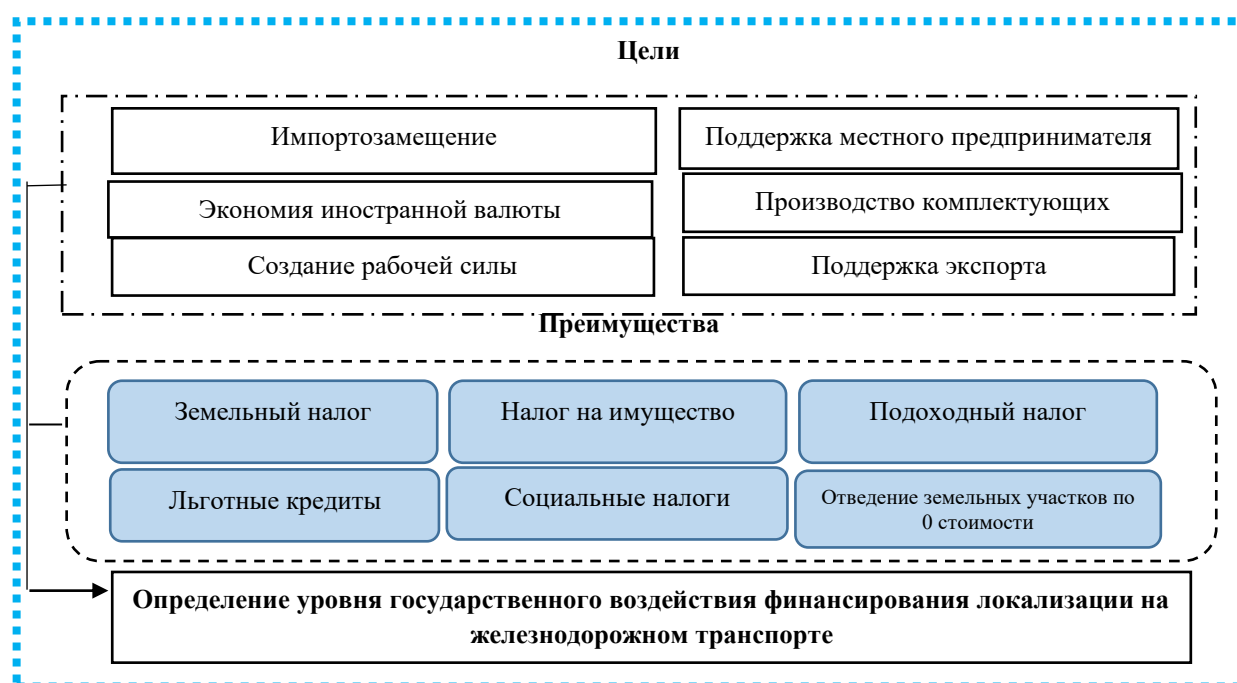 Цели
Импортозамещение
Поддержка местного предпринимателя
Экономия иностранной валюты
Производство комплектующих
Создание рабочей силы
Поддержка экспорта
Преимущества
Земельный налог
Налог на имущество
Подоходный налог
Льготные кредиты
Социальные налоги
Отведение земельных участков по
0 стоимости
Определение уровня государственного воздействия финансирования локализации на
железнодорожном транспорте